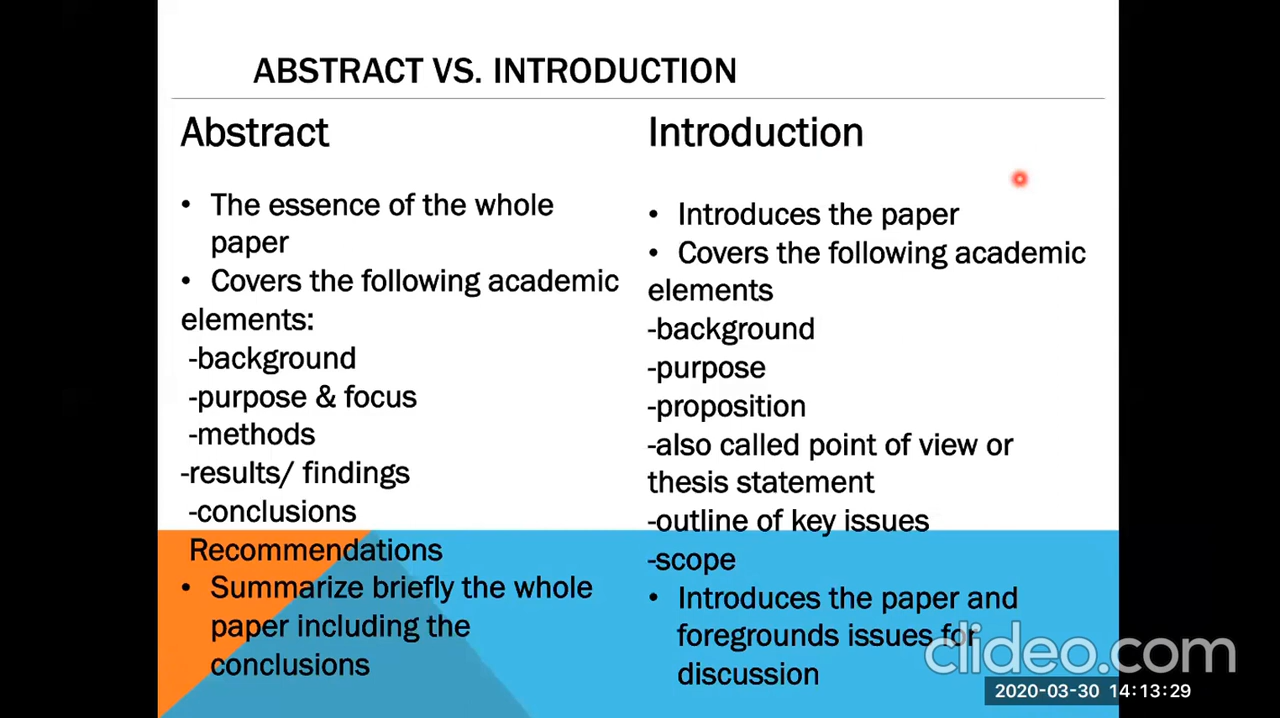 ABSTRACT VS. INTRODUCTION
Abstract
• The essence of the whole
paper
• Covers the following academic
elements:
-background
-purpose & focus
-methods
-results/ findings
-conclusions
Recommendations
• Summarize briefly the whole
paper including the
conclusions
Introduction
• Introduces the paper
• Covers the following academic
elements
-background
-purpose
-proposition
-also called point of view or
thesis statement
-outline of key issues
-scope
• Introduces the paper and
foregrounds issues for
discussion
clideo.com
2020-03-30 14:13:29